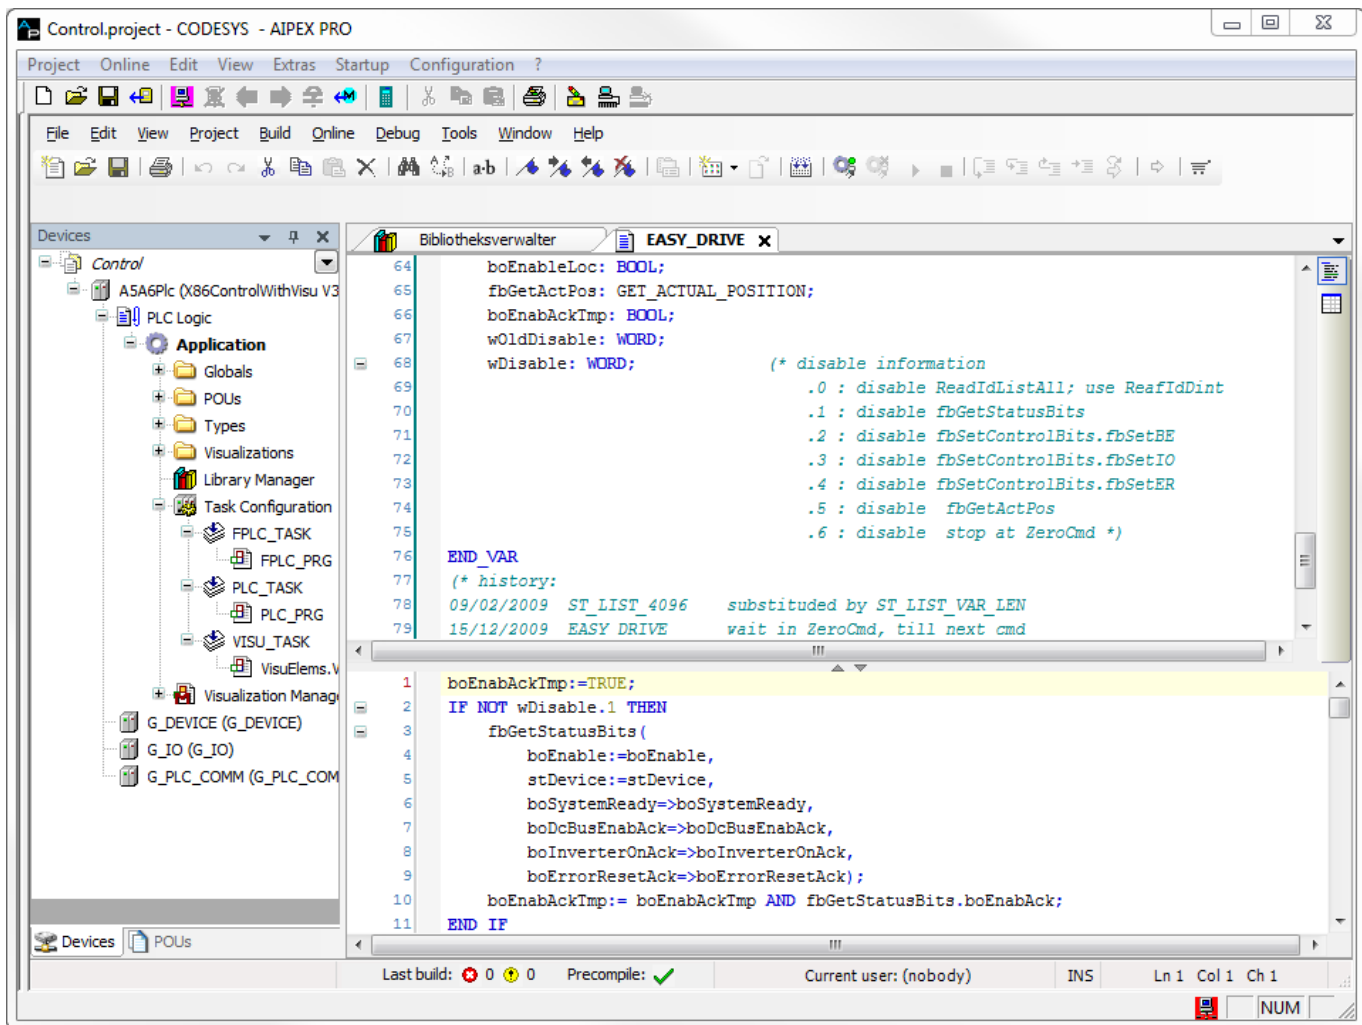 Control.project - CODESYS - AIPEX PRO
Project Online Edit View Extras Startup Configuration ?
File Edit View Project Build Online Debug Tools Window Help
Devices
Control
A5A6Plc (X86ControlWithVisu V3
PLC Logic
Application
Globals
POUs
Types
Visualizations
Library Manager
Task Configuration
FPLC_TASK
FPLC_PRG
PLC_TASK
PLC_PRG
VISU_TASK
VisuElems.V
Visualization Manag
G_DEVICE (G_DEVICE)
G_IO (G_IO)
G_PLC_COMM (G_PLC_COM
Devices POUs
Bibliotheksverwalter EASY_DRIVE
64 boEnableLoc: BOOL;
65 fbGetActPos: GET_ACTUAL_POSITION;
66 boEnabAckTmp: BOOL;
67 wOldDisable: WORD;
68 wDisable: WORD; (* disable information
69 .0 : disable ReadIdListAll; use ReafIdDint
70 .1 : disable fbGetStatusBits
71 .2 : disable fbSetControlBits.fbSetBE
72 .3 : disable fbSetControlBits.fbSetIO
73 .4 : disable fbSetControlBits.fbSetER
74 .5 : disable fbGetActPos
75 .6 : disable stop at ZeroCmd *)
76 END_VAR
77 (* history:
78 09/02/2009 ST_LIST_4096 substituded by ST_LIST_VAR_LEN
79 15/12/2009 EASY DRIVE wait in ZeroCmd, till next cmd
1 boEnabAckTmp:=TRUE;
2 IF NOT wDisable.1 THEN
3 fbGetStatusBits(
4 boEnable:=boEnable,
5 stDevice:=stDevice,
6 boSystemReady=>boSystemReady,
7 boDcBusEnabAck=>boDcBusEnabAck,
8 boInverterOnAck=>boInverterOnAck,
9 boErrorResetAck=>boErrorResetAck);
10 boEnabAckTmp:= boEnabAckTmp AND fbGetStatusBits.boEnabAck;
11 END IF
Last build: 0 0 Precompile: Current user: (nobody) INS Ln 1 Col 1 Ch 1
NUM